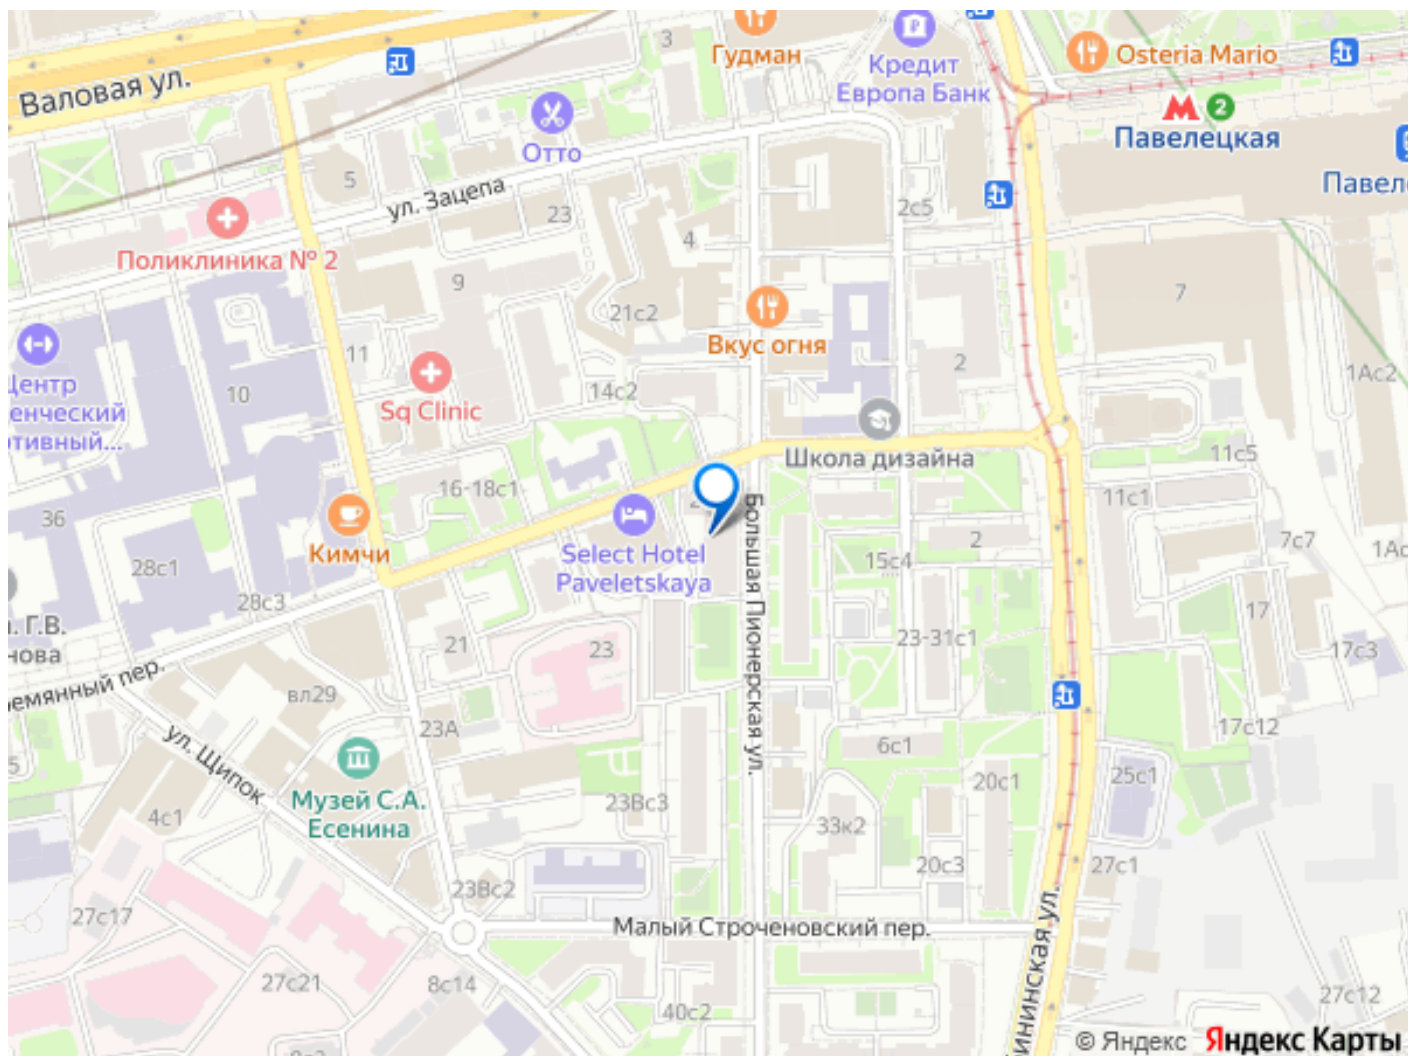 3
Гудман
Кредит
Европа Банк
Osteria Mario
Валовая ул.
2
Павелецкая
Отто
5
ул. Зацепа
23
2с5
4
Поликлиника № 2
9
21с2
7
Вкус огня
11
2
1Ас2
10
14с2
Sq Clinic
Школа дизайна
11с5
16-18с1
11с1
36
Кимчи
Select Hotel
Paveletskaya
Большая Пионерская ул.
2
7с7
15с4
28с1
28с3
17
21
23
23-31с1
17с3
вл29
23А
17с12
ул. Щипок
6с1
25с1
20с1
Музей С.А.
Есенина
23Вс3
4с1
33к2
20с3
27с1
23Вс2
27с17
Малый Строченовский пер.
27с21
8с14
27с12
40с2
© Яндекс
Яндекс Карты